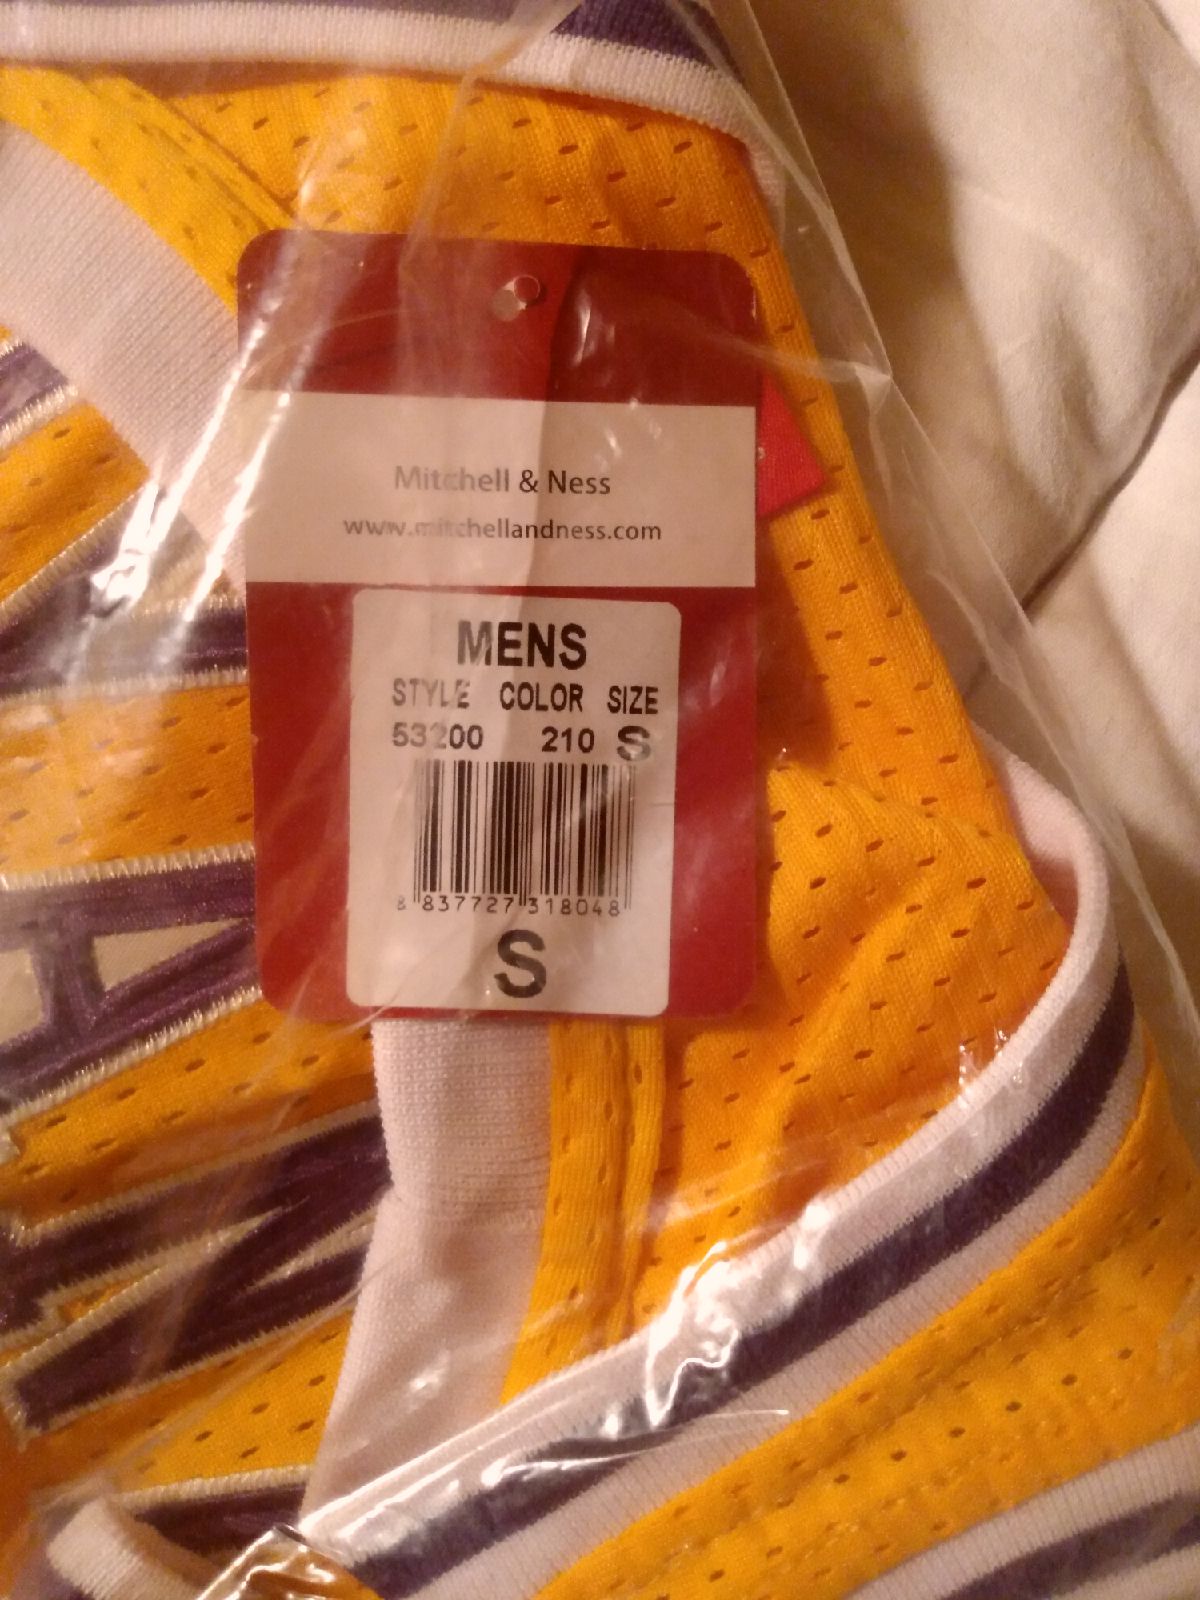 Mitchell & Ness
www.mitchellandness.com
MENS
STYLE COLOR SIZE
53200 210 S
8 837727 318048
S